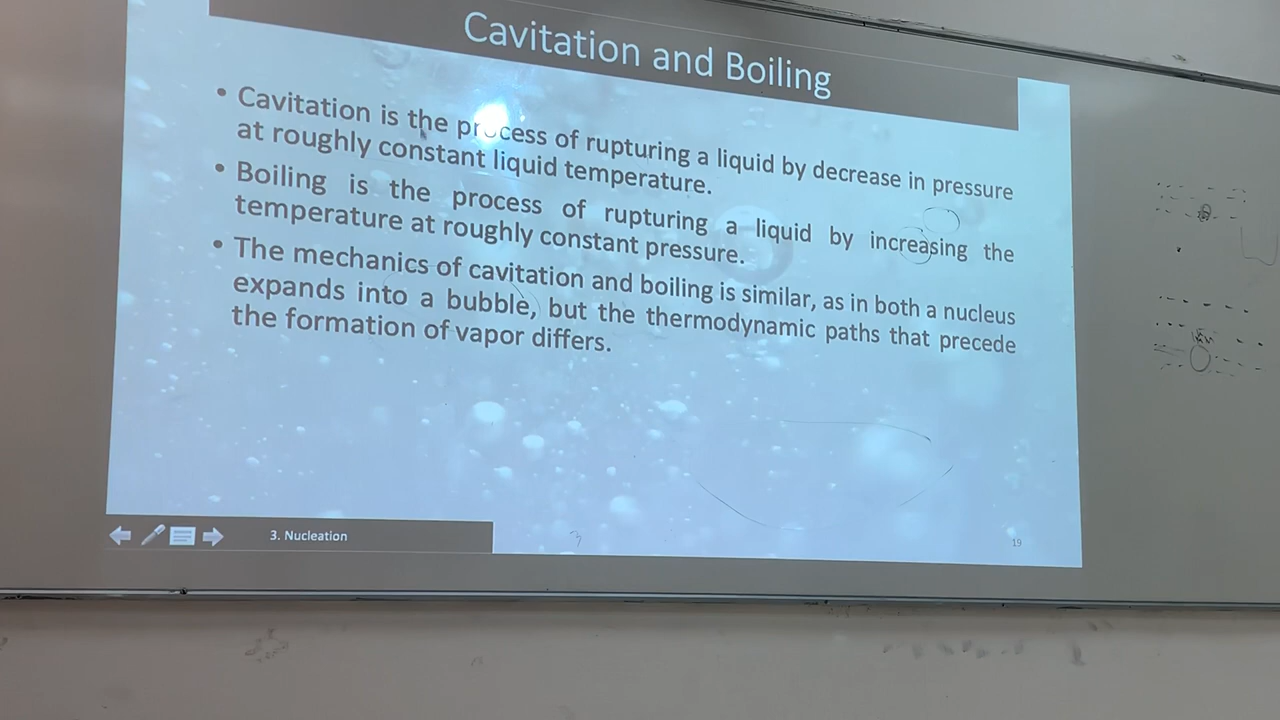 Cavitation and Boiling
• Cavitation is the process of rupturing a liquid by decrease in pressure
at roughly constant liquid temperature.
• Boiling is the process of rupturing a liquid by increasing the
temperature at roughly constant pressure.
• The mechanics of cavitation and boiling is similar, as in both a nucleus
expands into a bubble, but the thermodynamic paths that precede
the formation of vapor differs.
3. Nucleation
19